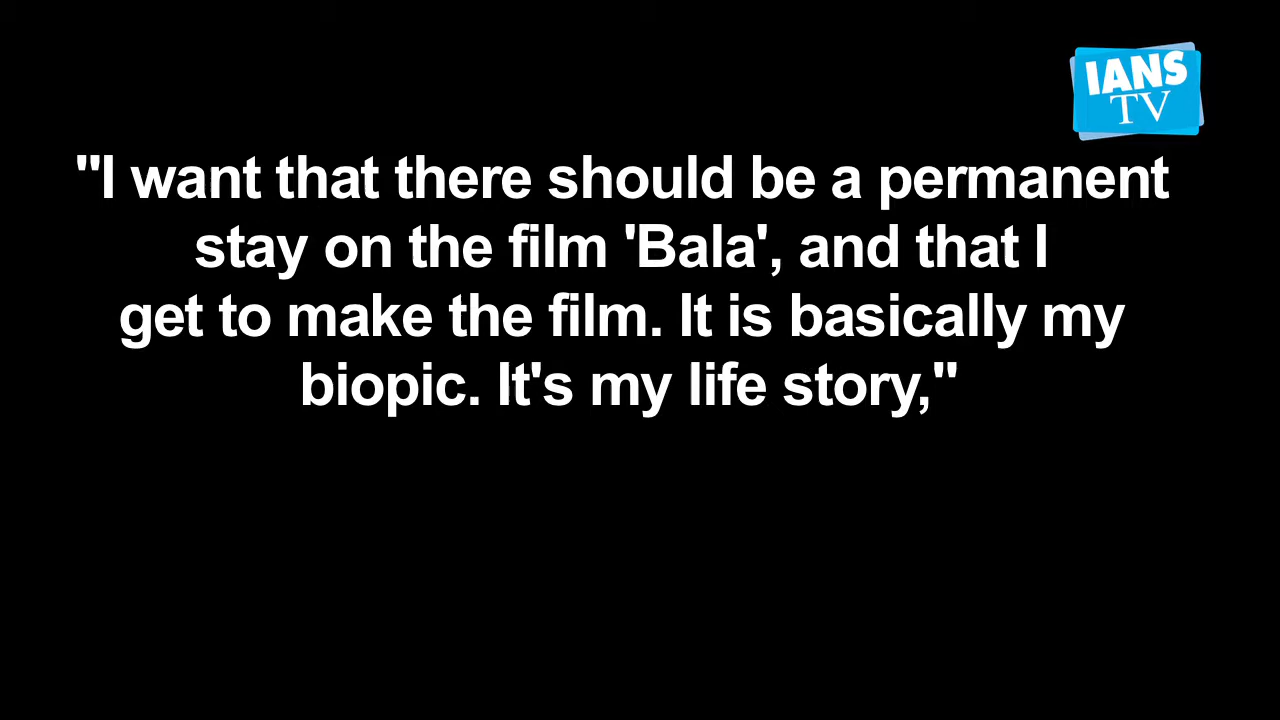 IANS
TV
"I want that there should be a permanent
stay on the film 'Bala', and that I
get to make the film. It is basically my
biopic. It's my life story,"